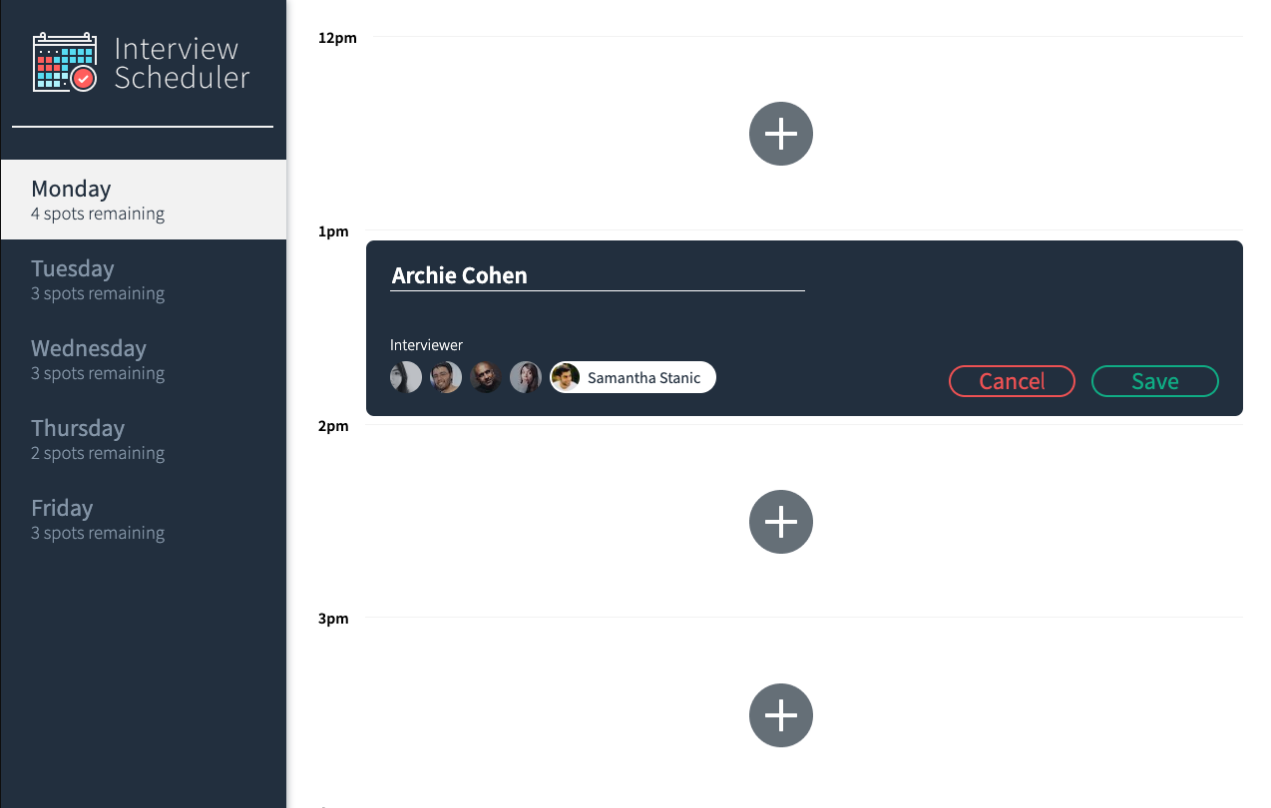 Interview
Scheduler
Monday
4 spots remaining
Tuesday
3 spots remaining
Wednesday
3 spots remaining
Thursday
2 spots remaining
Friday
3 spots remaining
12pm
1pm
Archie Cohen
Interviewer
Samantha Stanic
Cancel
Save
2pm
3pm